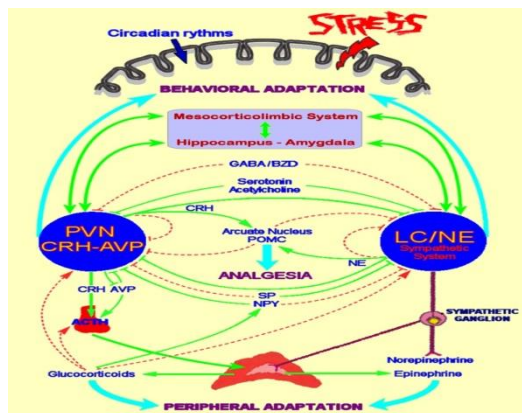 STRESS
Circadian rythms
BEHAVIORAL ADAPTATION
Mesocorticolimbic System
Hippocampus - Amygdala
GABA/BZD
Serotonin
Acetylcholine
CRH
PVN
CRH-AVP
Arcuate Nucleus
POMC
LC/NE
Sympathetic
System
NE
ANALGESIA
CRH AVP
SP
NPY
ACTH
SYMPATHETIC
GANGLION
Norepinephrine
Glucocorticoids
Epinephrine
PERIPHERAL ADAPTATION